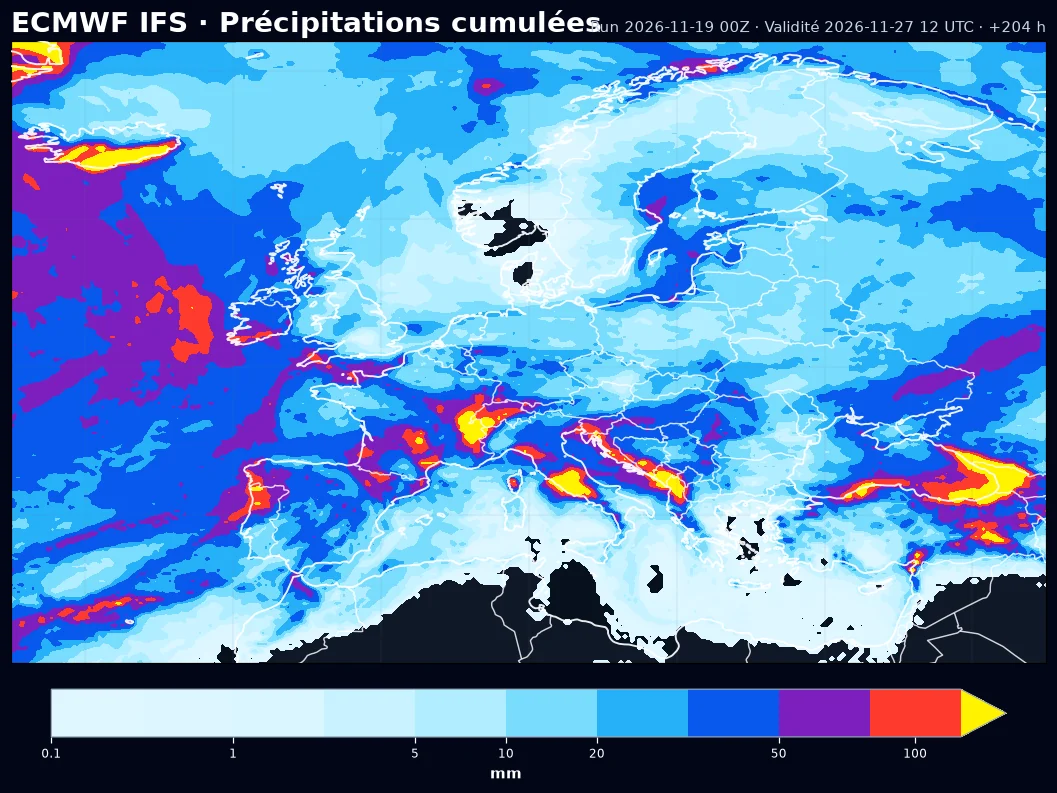 ECMWF IFS · Précipitations cumulées
Run 2026-11-19 00Z · Validité 2026-11-27 12 UTC · +204 h
0.1 1 5 10 20 50 100
mm